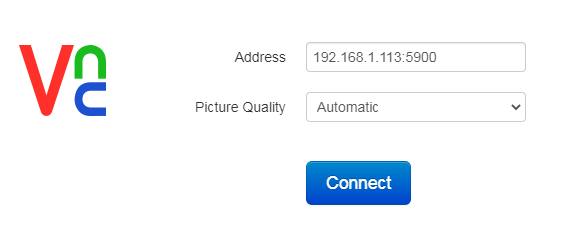 Vnc
Address 192.168.1.113:5900
Picture Quality Automatic
Connect